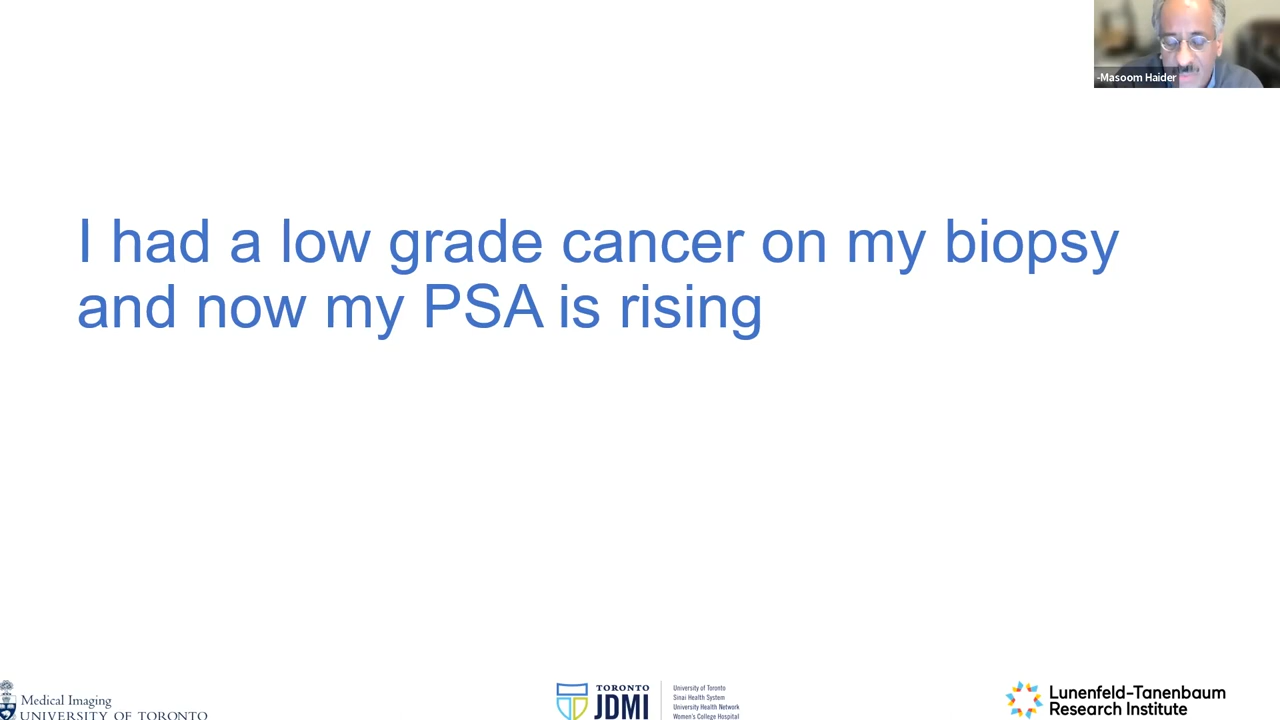 -Masoom Haider
I had a low grade cancer on my biopsy
and now my PSA is rising
Medical Imaging
UNIVERSITY OF TORONTO
TORONTO
JDMI
University of Toronto
Sinai Health System
University Health Network
Women's College Hospital
Lunenfeld-Tanenbaum
Research Institute